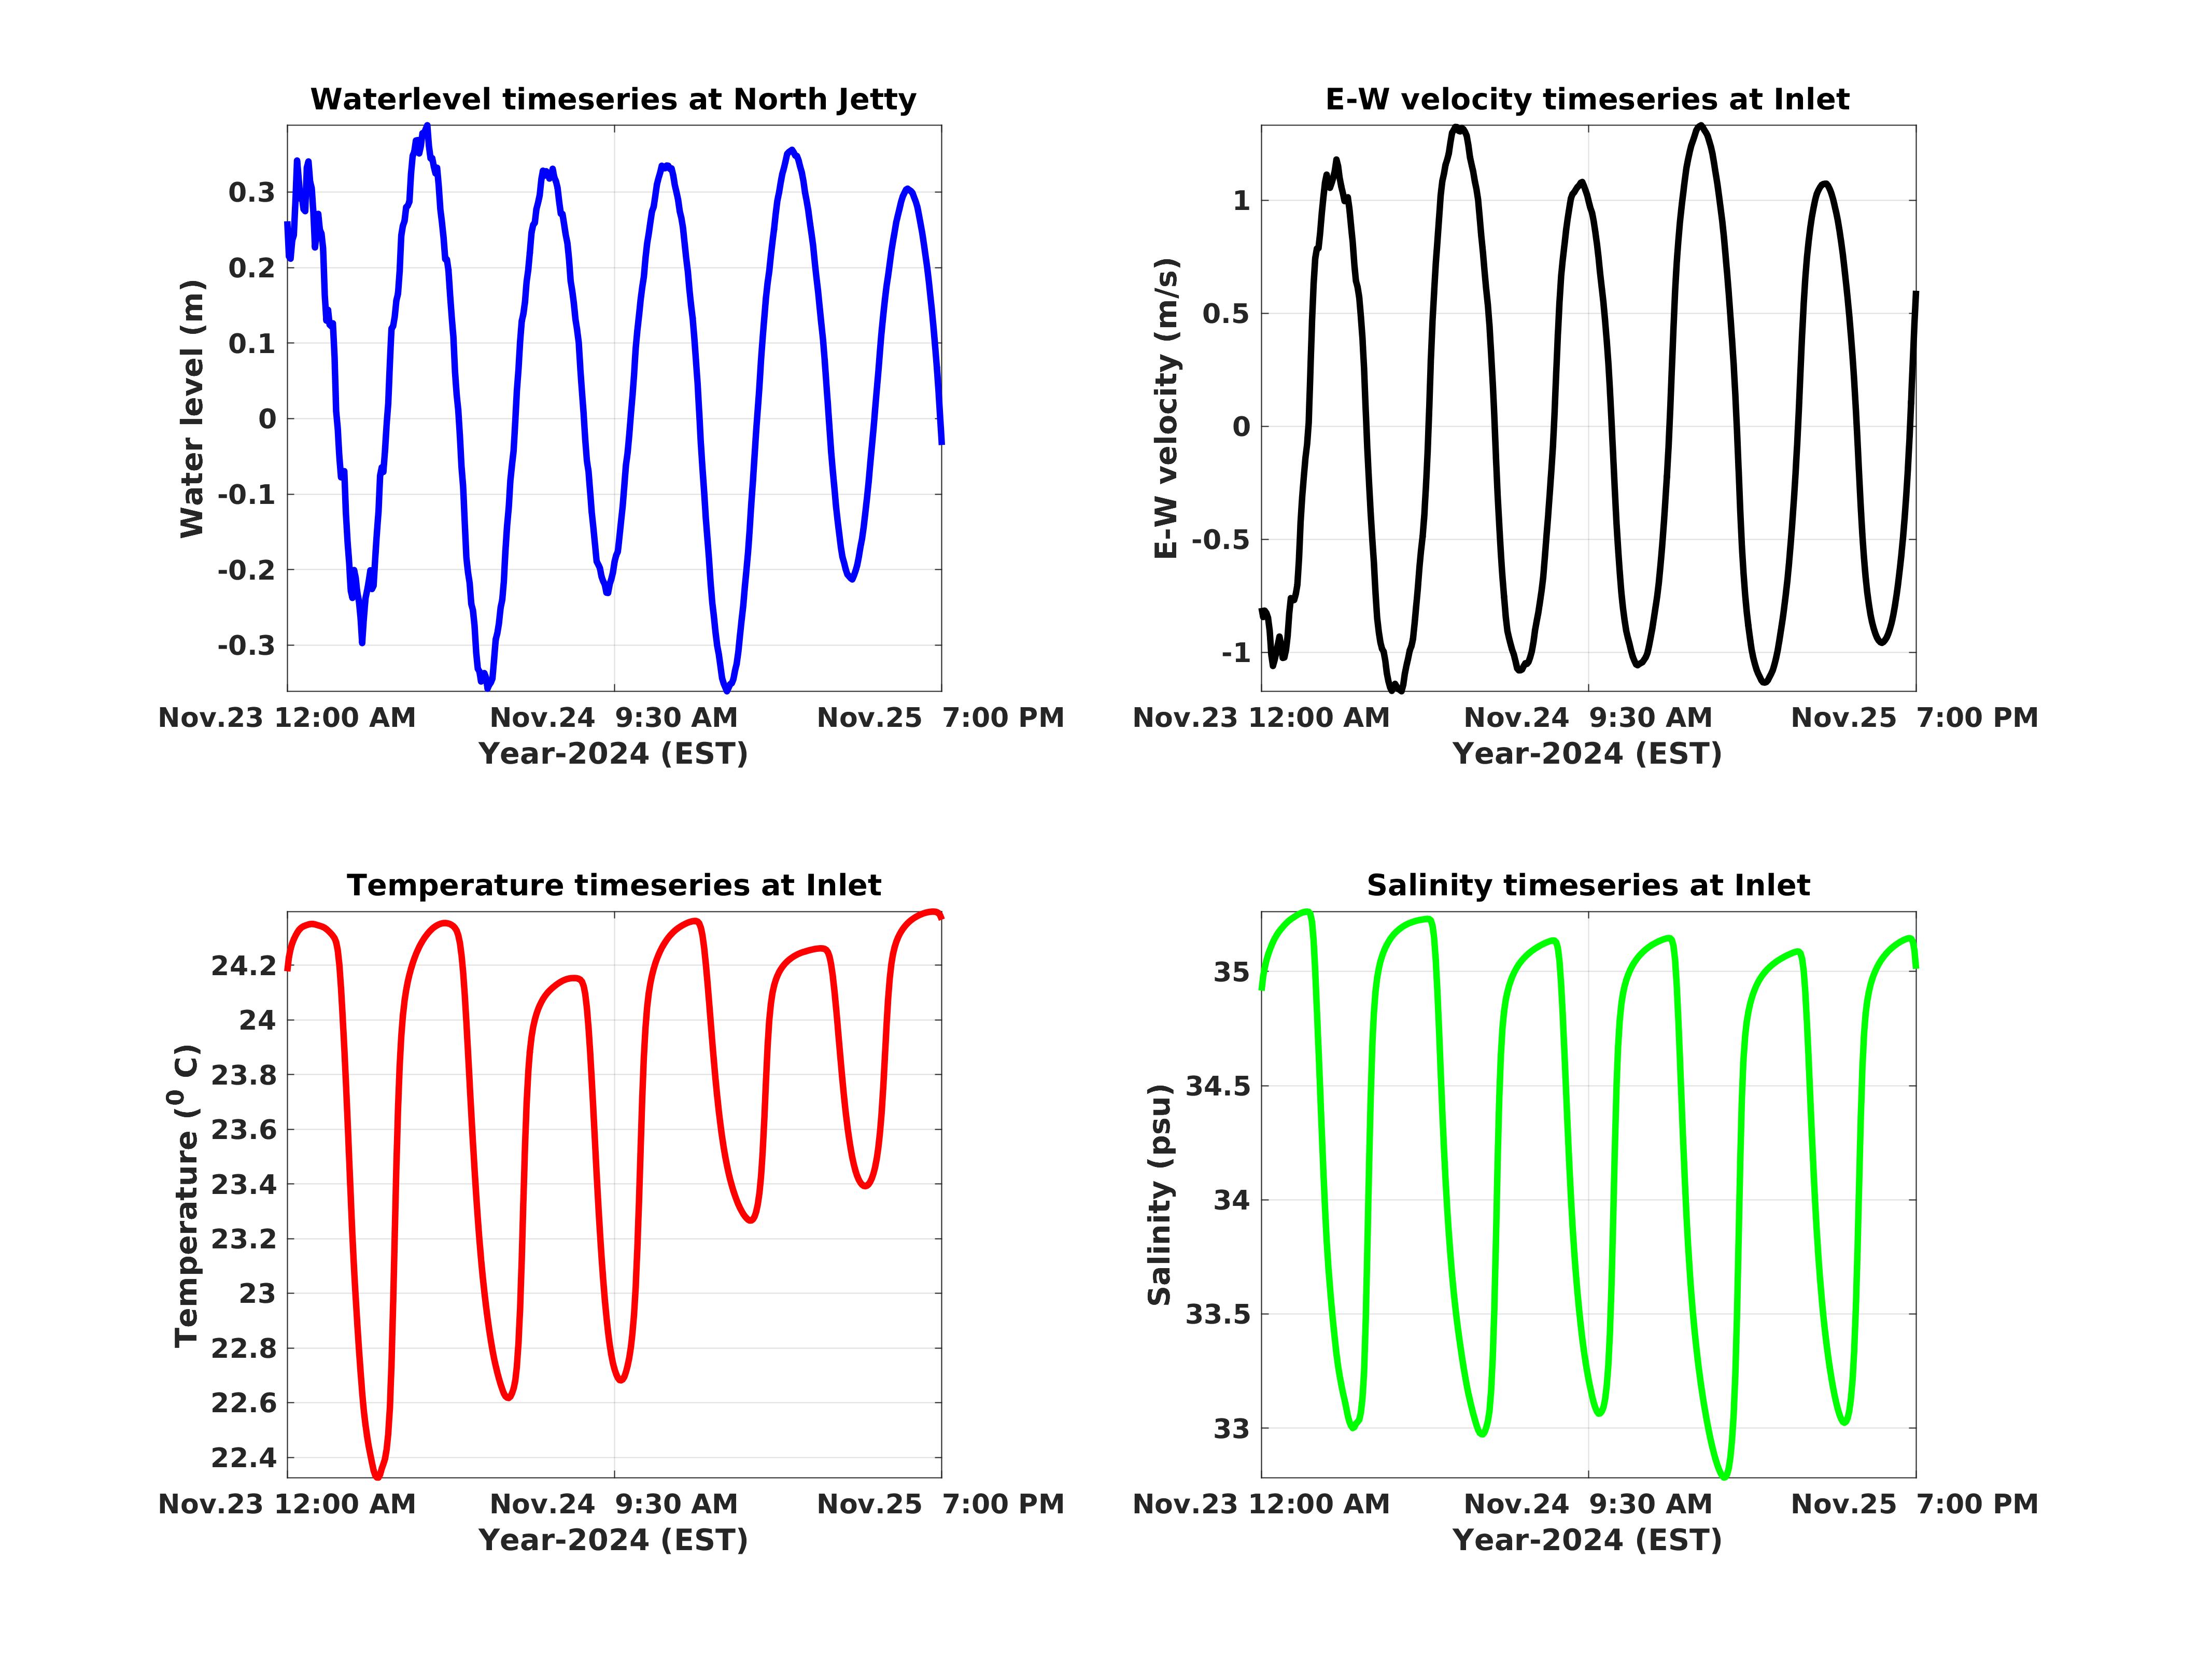 Waterlevel timeseries at North Jetty
Water level (m)
0.3
0.2
0.1
0
-0.1
-0.2
-0.3
Nov.23 12:00 AM Nov.24 9:30 AM Nov.25 7:00 PM
Year-2024 (EST)
E-W velocity timeseries at Inlet
E-W velocity (m/s)
1
0.5
0
-0.5
-1
Nov.23 12:00 AM Nov.24 9:30 AM Nov.25 7:00 PM
Year-2024 (EST)
Temperature timeseries at Inlet
Temperature (⁰ C)
24.2
24
23.8
23.6
23.4
23.2
23
22.8
22.6
22.4
Nov.23 12:00 AM Nov.24 9:30 AM Nov.25 7:00 PM
Year-2024 (EST)
Salinity timeseries at Inlet
Salinity (psu)
35
34.5
34
33.5
33
Nov.23 12:00 AM Nov.24 9:30 AM Nov.25 7:00 PM
Year-2024 (EST)